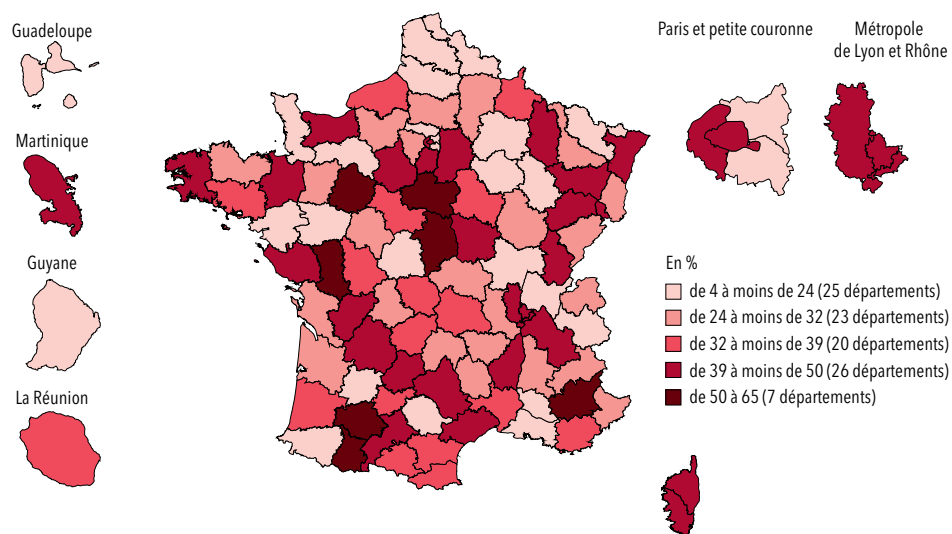 Guadeloupe
Martinique
Guyane
La Réunion
Paris et petite couronne
Métropole
de Lyon et Rhône
En %
de 4 à moins de 24 (25 départements)
de 24 à moins de 32 (23 départements)
de 32 à moins de 39 (20 départements)
de 39 à moins de 50 (26 départements)
de 50 à 65 (7 départements)